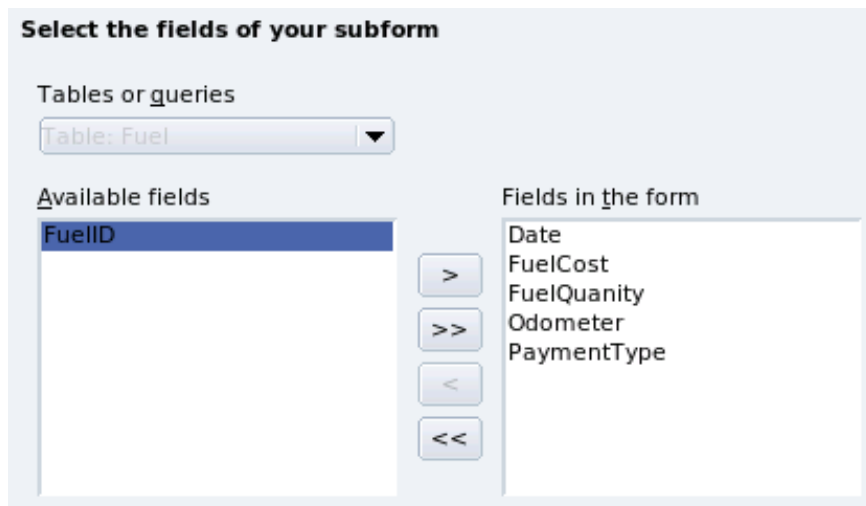 Select the fields of your subform
Tables or queries
Table: Fuel
Available fields
FuelID
>
>>
<
<<
Fields in the form
Date
FuelCost
FuelQuanity
Odometer
PaymentType